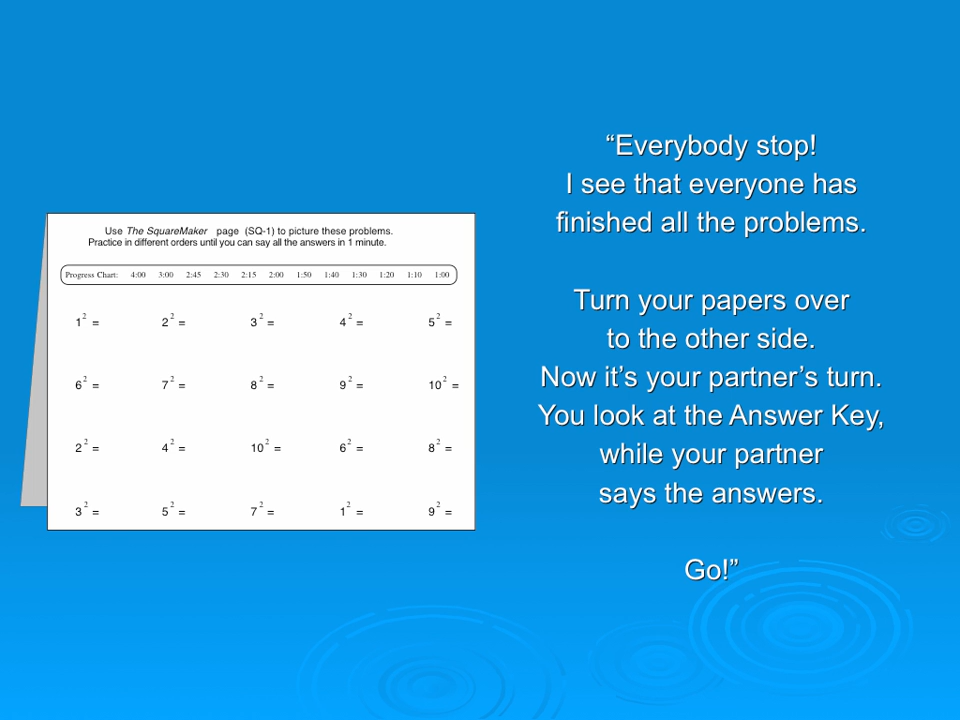 Use The SquareMaker page (SQ-1) to picture these problems.
Practice in different orders until you can say all the answers in 1 minute.
Progress Chart: 4:00 3:00 2:45 2:30 2:15 2:00 1:50 1:40 1:30 1:20 1:10 1:00
1² = 2² = 3² = 4² = 5² =
6² = 7² = 8² = 9² = 10² =
2² = 4² = 10² = 6² = 8² =
3² = 5² = 7² = 1² = 9² =
“Everybody stop!
I see that everyone has
finished all the problems.
Turn your papers over
to the other side.
Now it’s your partner’s turn.
You look at the Answer Key,
while your partner
says the answers.
Go!”